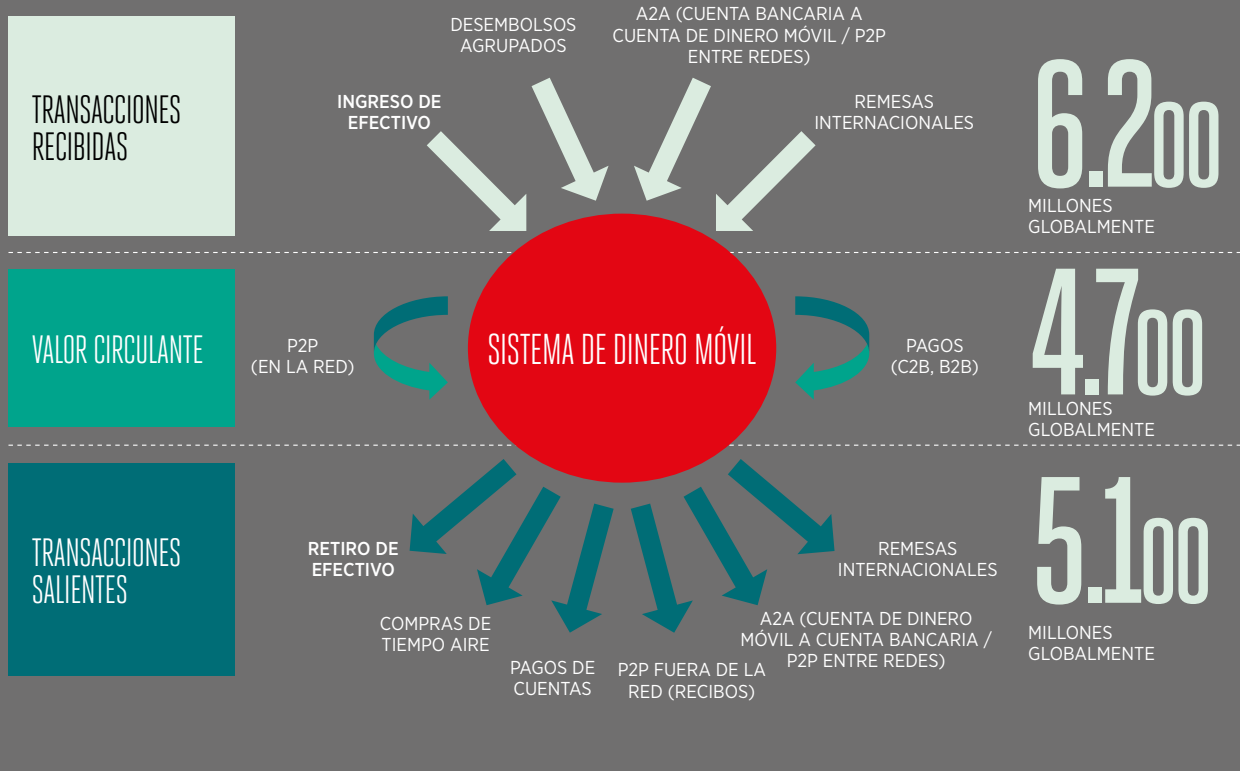 TRANSACCIONES
RECIBIDAS
INGRESO DE
EFECTIVO
DESEMBOLSOS
AGRUPADOS
A2A (CUENTA BANCARIA A
CUENTA DE DINERO MÓVIL / P2P
ENTRE REDES)
REMESAS
INTERNACIONALES
6.200
MILLONES
GLOBALMENTE
VALOR CIRCULANTE
P2P
(EN LA RED)
SISTEMA DE DINERO MÓVIL
PAGOS
(C2B, B2B)
4.700
MILLONES
GLOBALMENTE
TRANSACCIONES
SALIENTES
RETIRO DE
EFECTIVO
COMPRAS DE
TIEMPO AIRE
PAGOS DE
CUENTAS
P2P FUERA DE LA
RED (RECIBOS)
A2A (CUENTA DE DINERO
MÓVIL A CUENTA BANCARIA /
P2P ENTRE REDES)
REMESAS
INTERNACIONALES
5.100
MILLONES
GLOBALMENTE